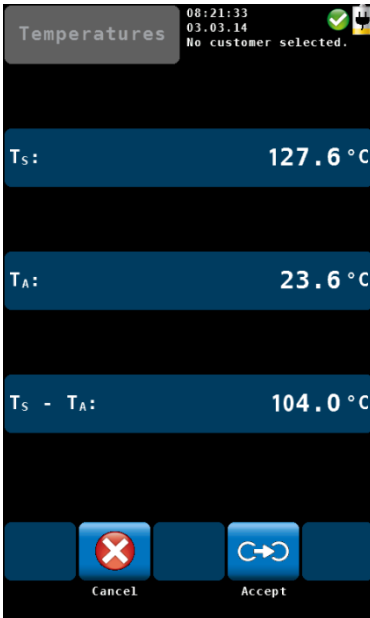 Temperatures
08:21:33
03.03.14
No customer selected.
Ts: 127.6 °C
TA: 23.6 °C
Ts - TA: 104.0 °C
Cancel Accept